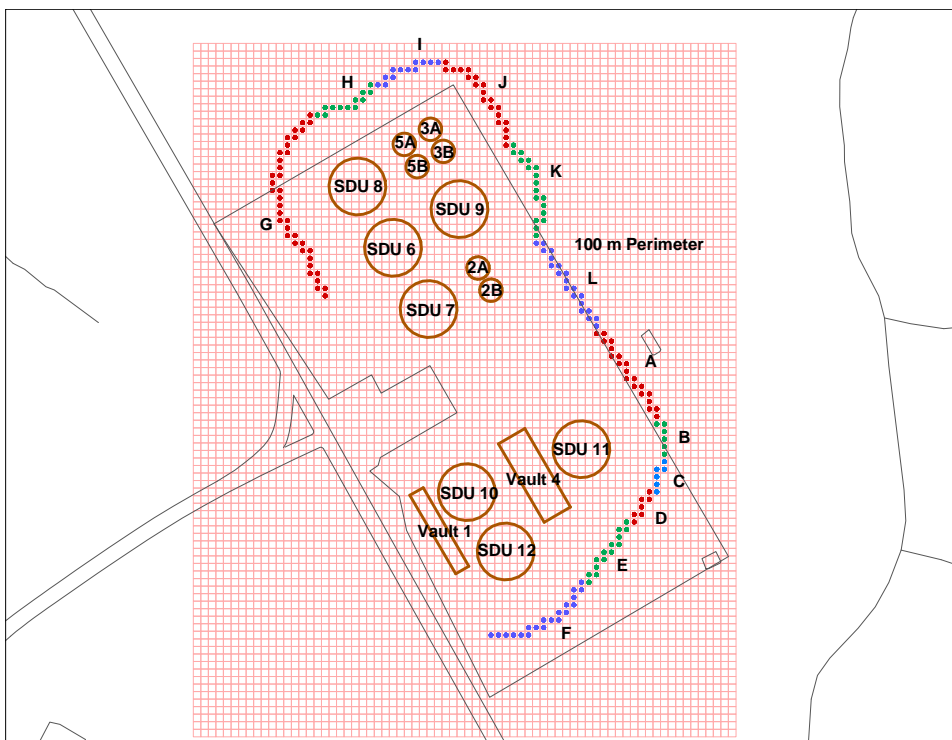 I
H
J
3A
5A
3B
5B
K
SDU 8
SDU 9
G
100 m Perimeter
SDU 6
2A
L
2B
SDU 7
A
B
SDU 11
Vault 4
C
SDU 10
D
Vault 1
SDU 12
E
F